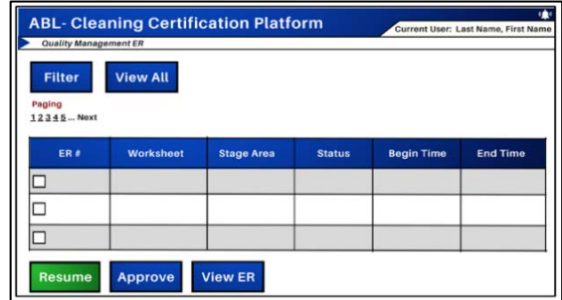 ABL- Cleaning Certification Platform
Current User: Last Name, First Name
Quality Management ER
Filter View All
Paging
1 2 3 4 5 ... Next
ER # Worksheet Stage Area Status Begin Time End Time
Resume Approve View ER